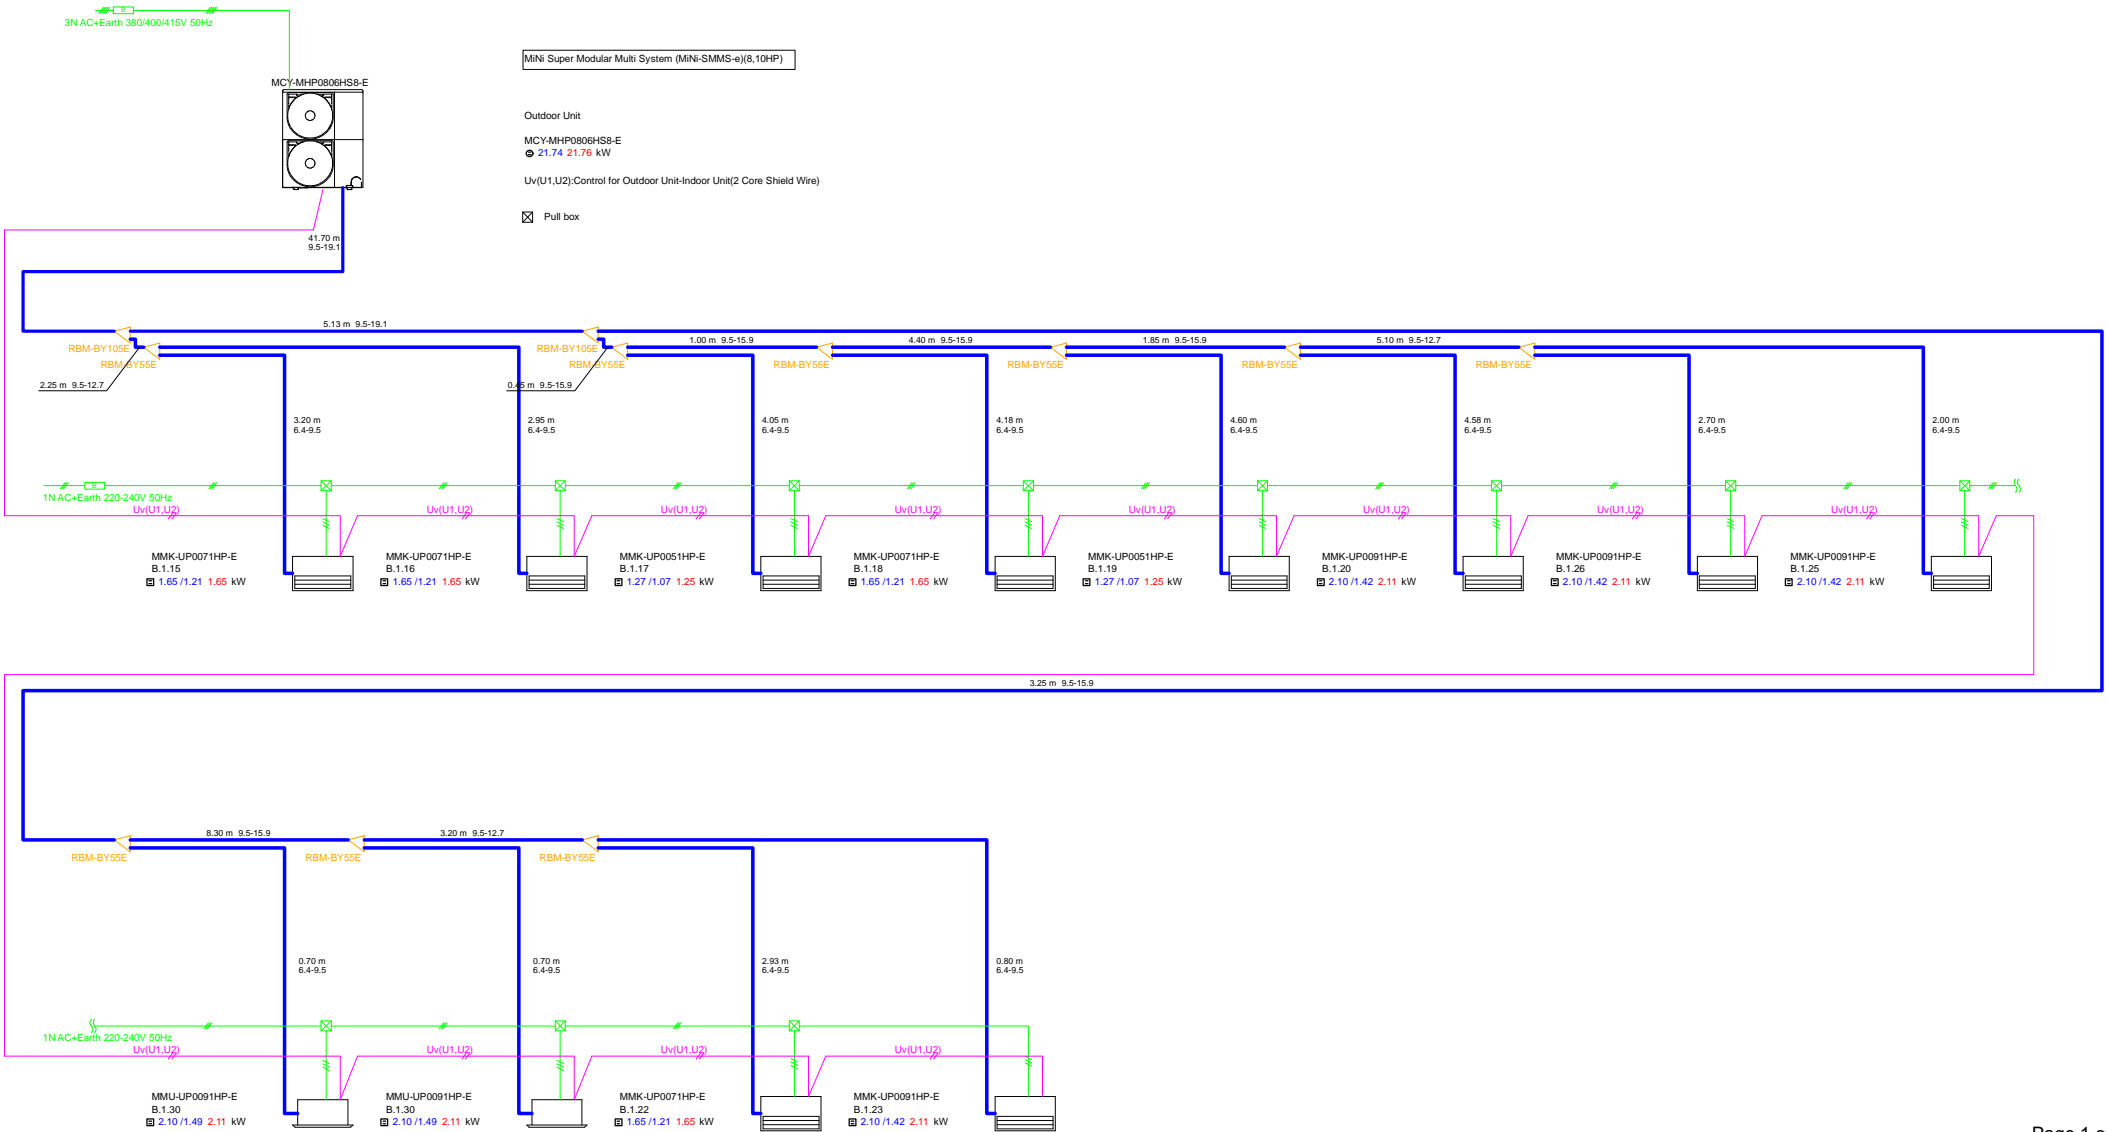 3N AC+Earth 380/400/415V 50Hz
MCY-MHP0806HS8-E
MiNi Super Modular Multi System (MiNi-SMMS-e)(8,10HP)
Outdoor Unit
MCY-MHP0806HS8-E
21.74 21.76 kW
Uv(U1,U2):Control for Outdoor Unit-Indoor Unit(2 Core Shield Wire)
Pull box
41.70 m
9.5-19.1
5.13 m 9.5-19.1
RBM-BY105E
RBM-BY55E
2.25 m 9.5-12.7
RBM-BY105E
RBM-BY55E
0.45 m 9.5-15.9
1.00 m 9.5-15.9
RBM-BY55E
4.40 m 9.5-15.9
RBM-BY55E
1.85 m 9.5-15.9
RBM-BY55E
5.10 m 9.5-12.7
RBM-BY55E
3.20 m
6.4-9.5
2.95 m
6.4-9.5
4.05 m
6.4-9.5
4.18 m
6.4-9.5
4.60 m
6.4-9.5
4.58 m
6.4-9.5
2.70 m
6.4-9.5
2.00 m
6.4-9.5
1N AC+Earth 220-240V 50Hz
Uv(U1,U2)
Uv(U1,U2)
Uv(U1,U2)
Uv(U1,U2)
Uv(U1,U2)
Uv(U1,U2)
Uv(U1,U2)
Uv(U1,U2)
MMK-UP0071HP-E
B.1.15
1.65 /1.21 1.65 kW
MMK-UP0071HP-E
B.1.16
1.65 /1.21 1.65 kW
MMK-UP0051HP-E
B.1.17
1.27 /1.07 1.25 kW
MMK-UP0071HP-E
B.1.18
1.65 /1.21 1.65 kW
MMK-UP0051HP-E
B.1.19
1.27 /1.07 1.25 kW
MMK-UP0091HP-E
B.1.20
2.10 /1.42 2.11 kW
MMK-UP0091HP-E
B.1.26
2.10 /1.42 2.11 kW
MMK-UP0091HP-E
B.1.25
2.10 /1.42 2.11 kW
3.25 m 9.5-15.9
RBM-BY55E
8.30 m 9.5-15.9
RBM-BY55E
3.20 m 9.5-12.7
RBM-BY55E
0.70 m
6.4-9.5
0.70 m
6.4-9.5
2.93 m
6.4-9.5
0.80 m
6.4-9.5
1N AC+Earth 220-240V 50Hz
Uv(U1,U2)
Uv(U1,U2)
Uv(U1,U2)
Uv(U1,U2)
MMU-UP0091HP-E
B.1.30
2.10 /1.49 2.11 kW
MMU-UP0091HP-E
B.1.30
2.10 /1.49 2.11 kW
MMK-UP0071HP-E
B.1.22
1.65 /1.21 1.65 kW
MMK-UP0091HP-E
B.1.23
2.10 /1.42 2.11 kW
Page 1